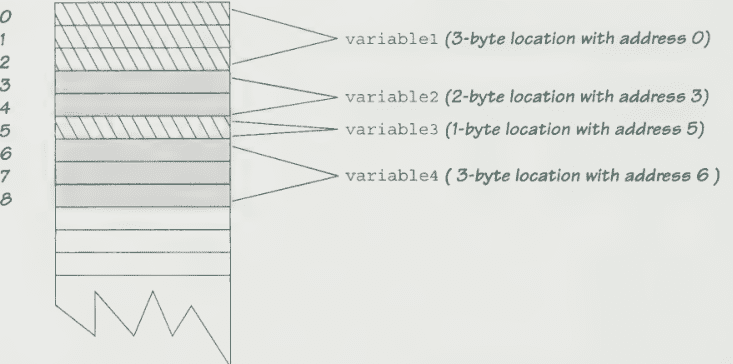 0
1
variable1 (3-byte location with address 0)
2
3
variable2 (2-byte location with address 3)
4
5
variable3 (1-byte location with address 5)
6
7
variable4 ( 3-byte location with address 6 )
8